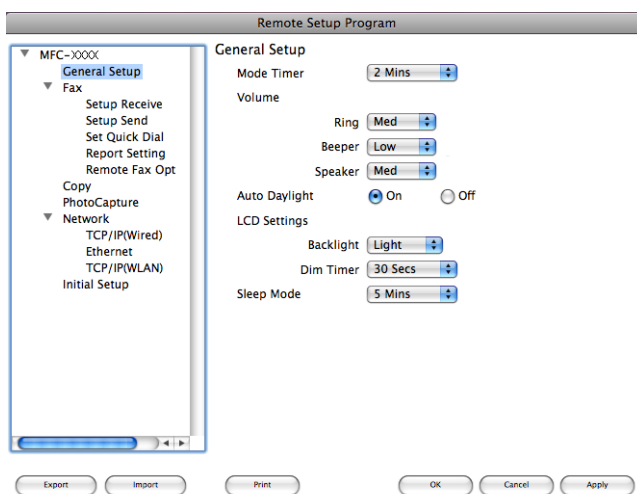 Remote Setup Program
MFC-XXXX
General Setup
Fax
Setup Receive
Setup Send
Set Quick Dial
Report Setting
Remote Fax Opt
Copy
PhotoCapture
Network
TCP/IP(Wired)
Ethernet
TCP/IP(WLAN)
Initial Setup
General Setup
Mode Timer 2 Mins
Volume
Ring Med
Beeper Low
Speaker Med
Auto Daylight On Off
LCD Settings
Backlight Light
Dim Timer 30 Secs
Sleep Mode 5 Mins
Export Import Print OK Cancel Apply